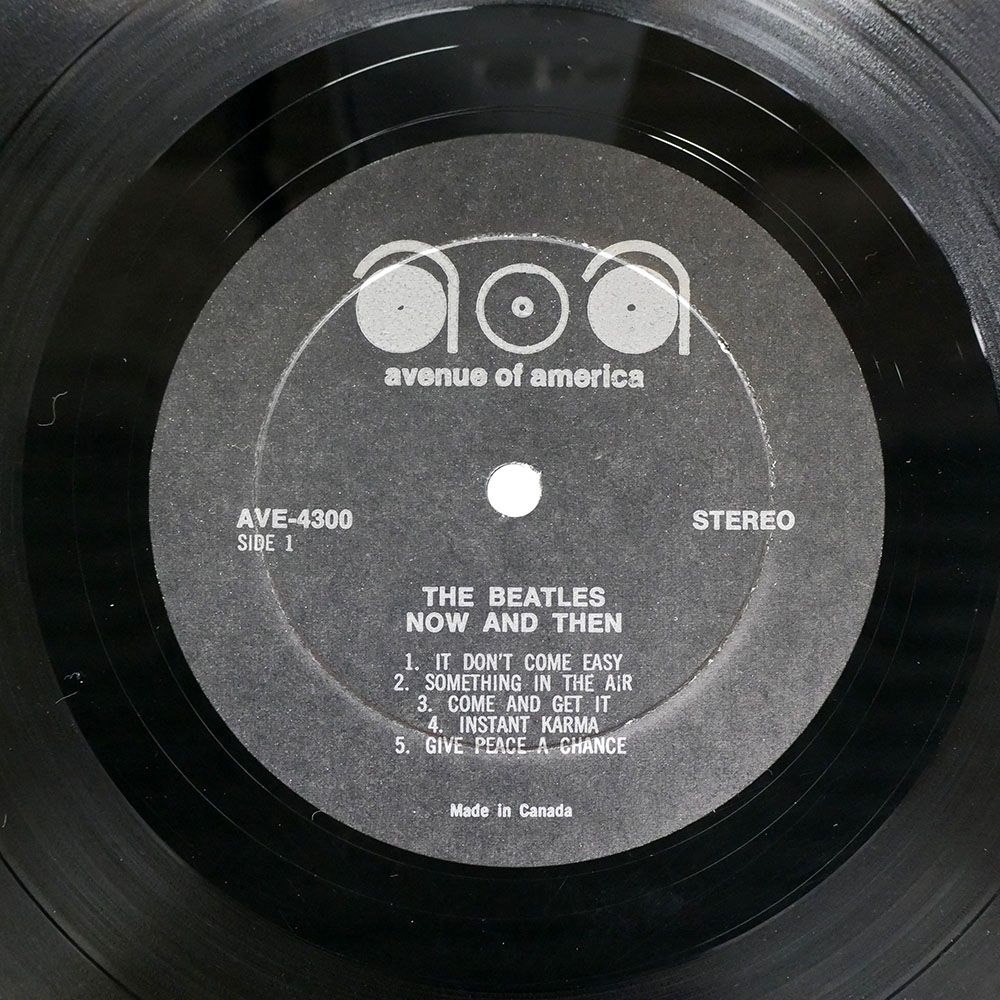 aoa
avenue of america
AVE-4300
STEREO
SIDE 1
THE BEATLES
NOW AND THEN
1. IT DON'T COME EASY
2. SOMETHING IN THE AIR
3. COME AND GET IT
4. INSTANT KARMA
5. GIVE PEACE A CHANCE
Made in Canada